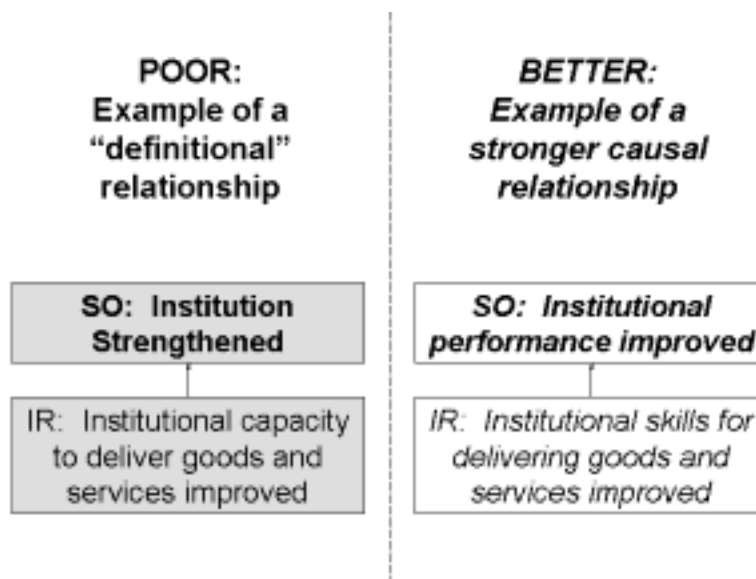 POOR:
Example of a
“definitional”
relationship
SO:  Institution
Strengthened
IR:  Institutional capacity
to deliver goods and
services improved
BETTER:
Example of a
stronger causal
relationship
SO:  Institutional
performance improved
IR:  Institutional skills for
delivering goods and
services improved